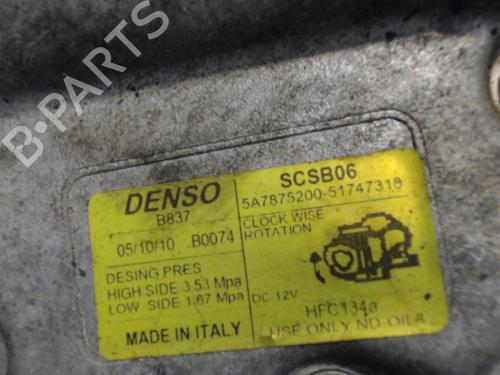 DENSO
B837
05/10/10 B0074
DESING PRES
HIGH SIDE 3.53 Mpa
LOW SIDE 1.67 Mpa
MADE IN ITALY
SCSB06
5A7875200-51747318
CLOCK WISE
ROTATION
DC 12V
HFC134a
USE ONLY ND-OIL8
B-PARTS